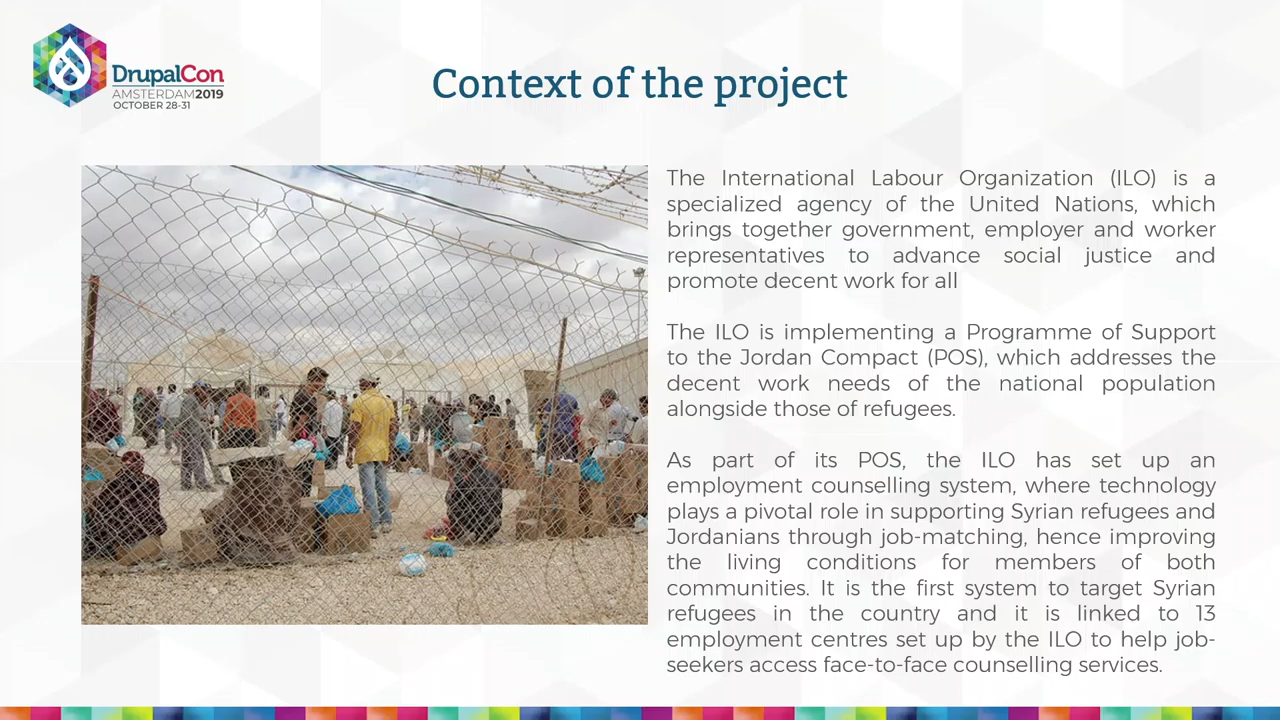 DrupalCon
AMSTERDAM2019
OCTOBER 28-31
Context of the project
The International Labour Organization (ILO) is a
specialized agency of the United Nations, which
brings together government, employer and worker
representatives to advance social justice and
promote decent work for all
The ILO is implementing a Programme of Support
to the Jordan Compact (POS), which addresses the
decent work needs of the national population
alongside those of refugees.
As part of its POS, the ILO has set up an
employment counselling system, where technology
plays a pivotal role in supporting Syrian refugees and
Jordanians through job-matching, hence improving
the living conditions for members of both
communities. It is the first system to target Syrian
refugees in the country and it is linked to 13
employment centres set up by the ILO to help job-
seekers access face-to-face counselling services.